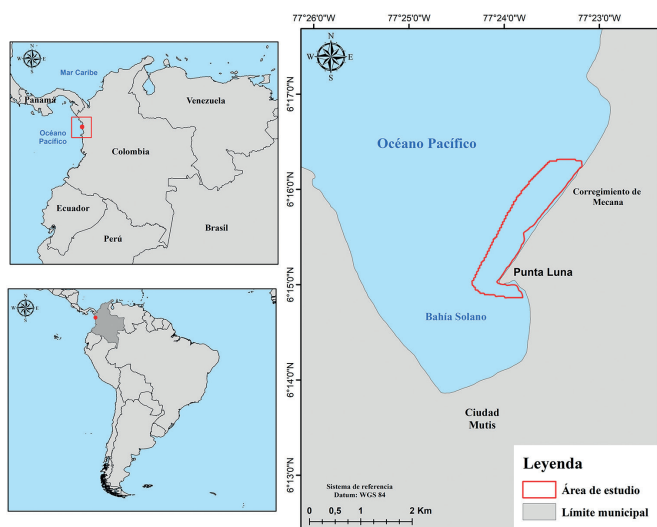 N
W E
S
Mar Caribe
Panamá
Venezuela
Océano
Pacífico
Colombia
Ecuador
Perú
Brasil
N
W E
S
77°26'0"W
77°25'0"W
77°24'0"W
77°23'0"W
N
W E
S
6°17'0"N
6°16'0"N
6°15'0"N
6°14'0"N
6°13'0"N
Océano Pacífico
Corregimiento de
Mecana
Punta Luna
Bahía Solano
Ciudad
Mutis
Sistema de referencia
Datum: WGS 84
0 0,5 1 2 Km
Leyenda
Área de estudio
Límite municipal